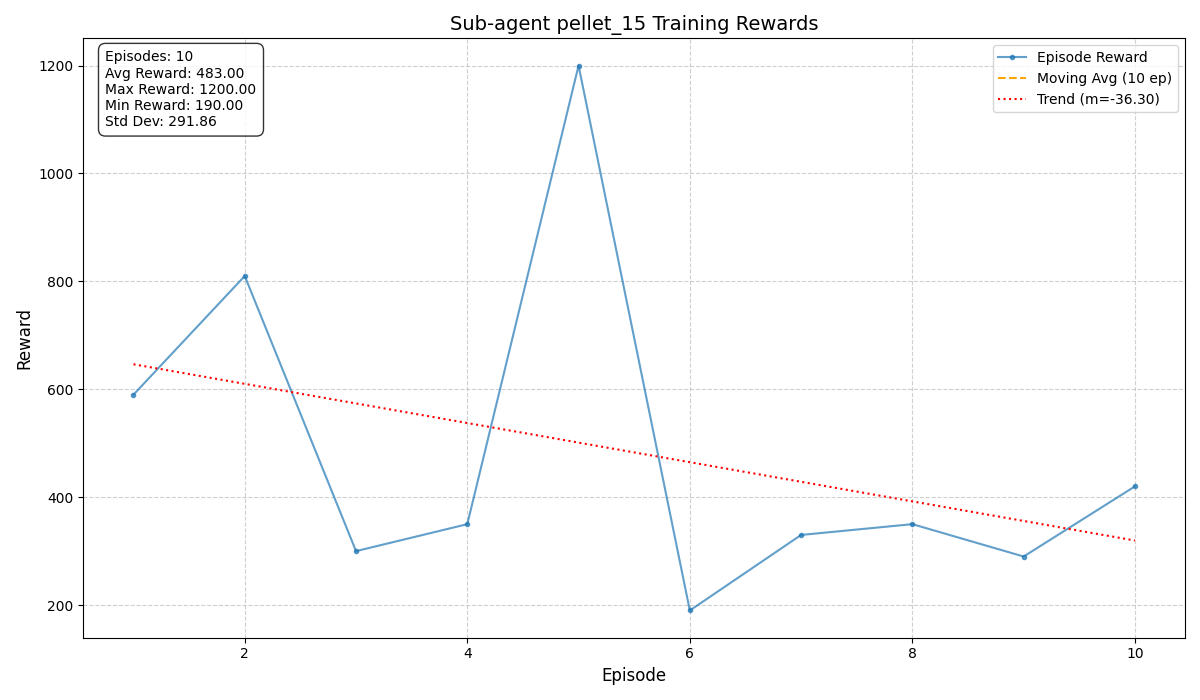 Sub-agent pellet_15 Training Rewards
Episodes: 10
Avg Reward: 483.00
Max Reward: 1200.00
Min Reward: 190.00
Std Dev: 291.86
Episode Reward
Moving Avg (10 ep)
Trend (m=-36.30)
Reward
1200
1000
800
600
400
200
2 4 6 8 10
Episode